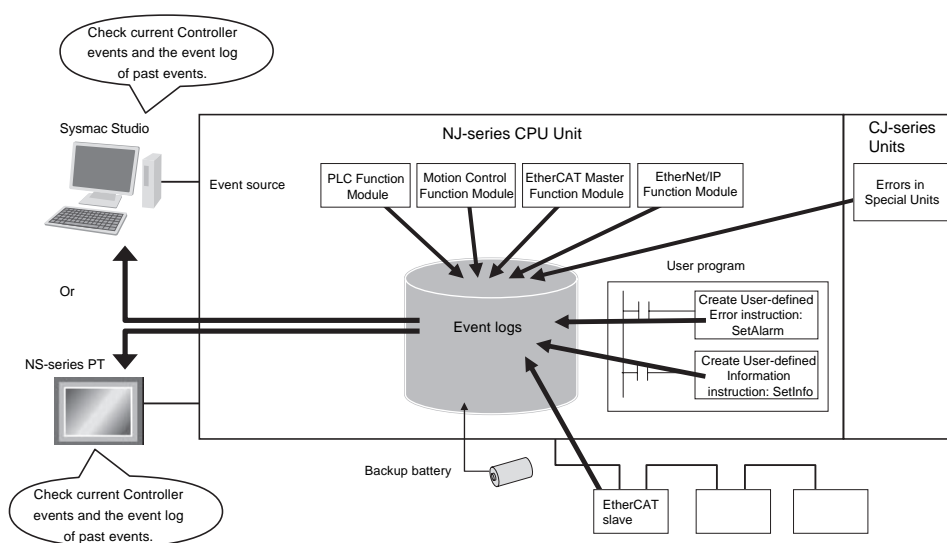 Check current Controller
events and the event log
of past events.
Sysmac Studio
NJ-series CPU Unit
CJ-series
Units
Event source
PLC Function
Module
Motion Control
Function Module
EtherCAT Master
Function Module
EtherNet/IP
Function Module
Errors in
Special Units
User program
Or
Event logs
Create User-defined
Error instruction:
SetAlarm
NS-series PT
Create User-defined
Information
instruction: SetInfo
Backup battery
Check current Controller
events and the event log
of past events.
EtherCAT
slave